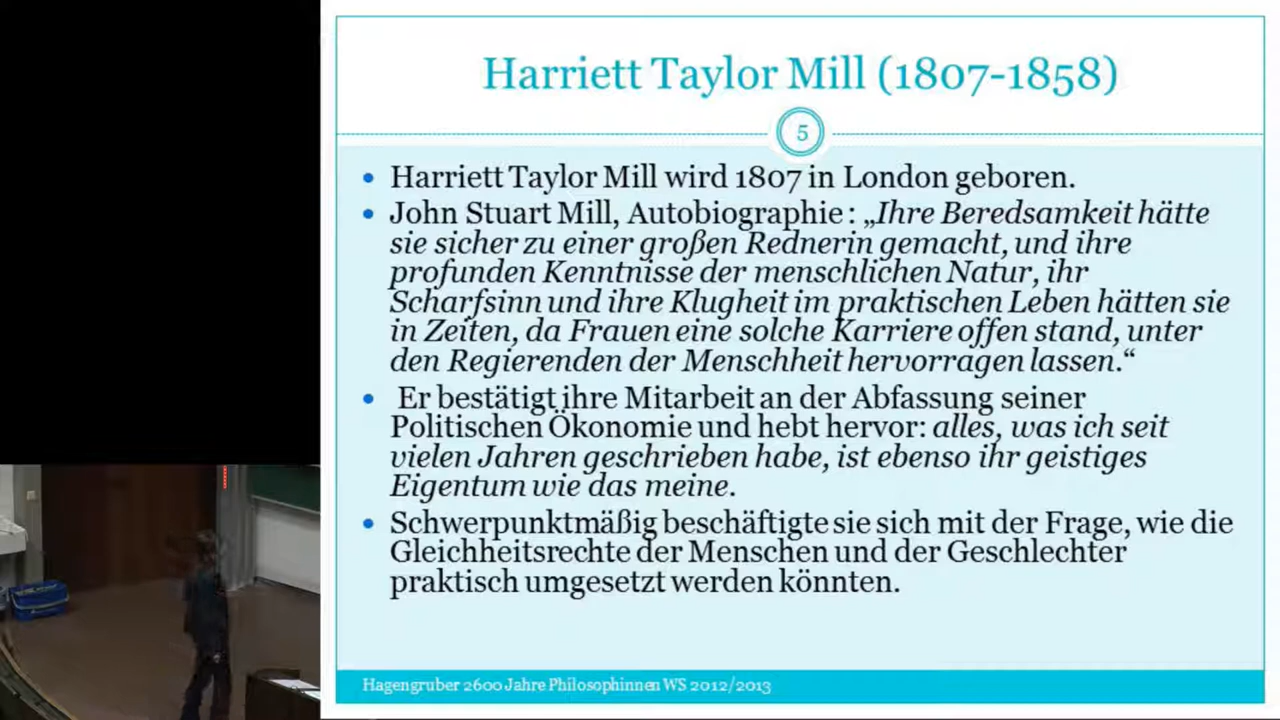 Harriett Taylor Mill (1807-1858)
5
• Harriett Taylor Mill wird 1807 in London geboren.
• John Stuart Mill, Autobiographie : „Ihre Beredsamkeit hätte
sie sicher zu einer großen Rednerin gemacht, und ihre
profunden Kenntnisse der menschlichen Natur, ihr
Scharfsinn und ihre Klugheit im praktischen Leben hätten sie
in Zeiten, da Frauen eine solche Karriere offen stand, unter
den Regierenden der Menschheit hervorragen lassen.“
• Er bestätigt ihre Mitarbeit an der Abfassung seiner
Politischen Ökonomie und hebt hervor: alles, was ich seit
vielen Jahren geschrieben habe, ist ebenso ihr geistiges
Eigentum wie das meine.
• Schwerpunktmäßig beschäftigte sie sich mit der Frage, wie die
Gleichheitsrechte der Menschen und der Geschlechter
praktisch umgesetzt werden könnten.
Hagengruber 2600 Jahre Philosophinnen WS 2012/2013